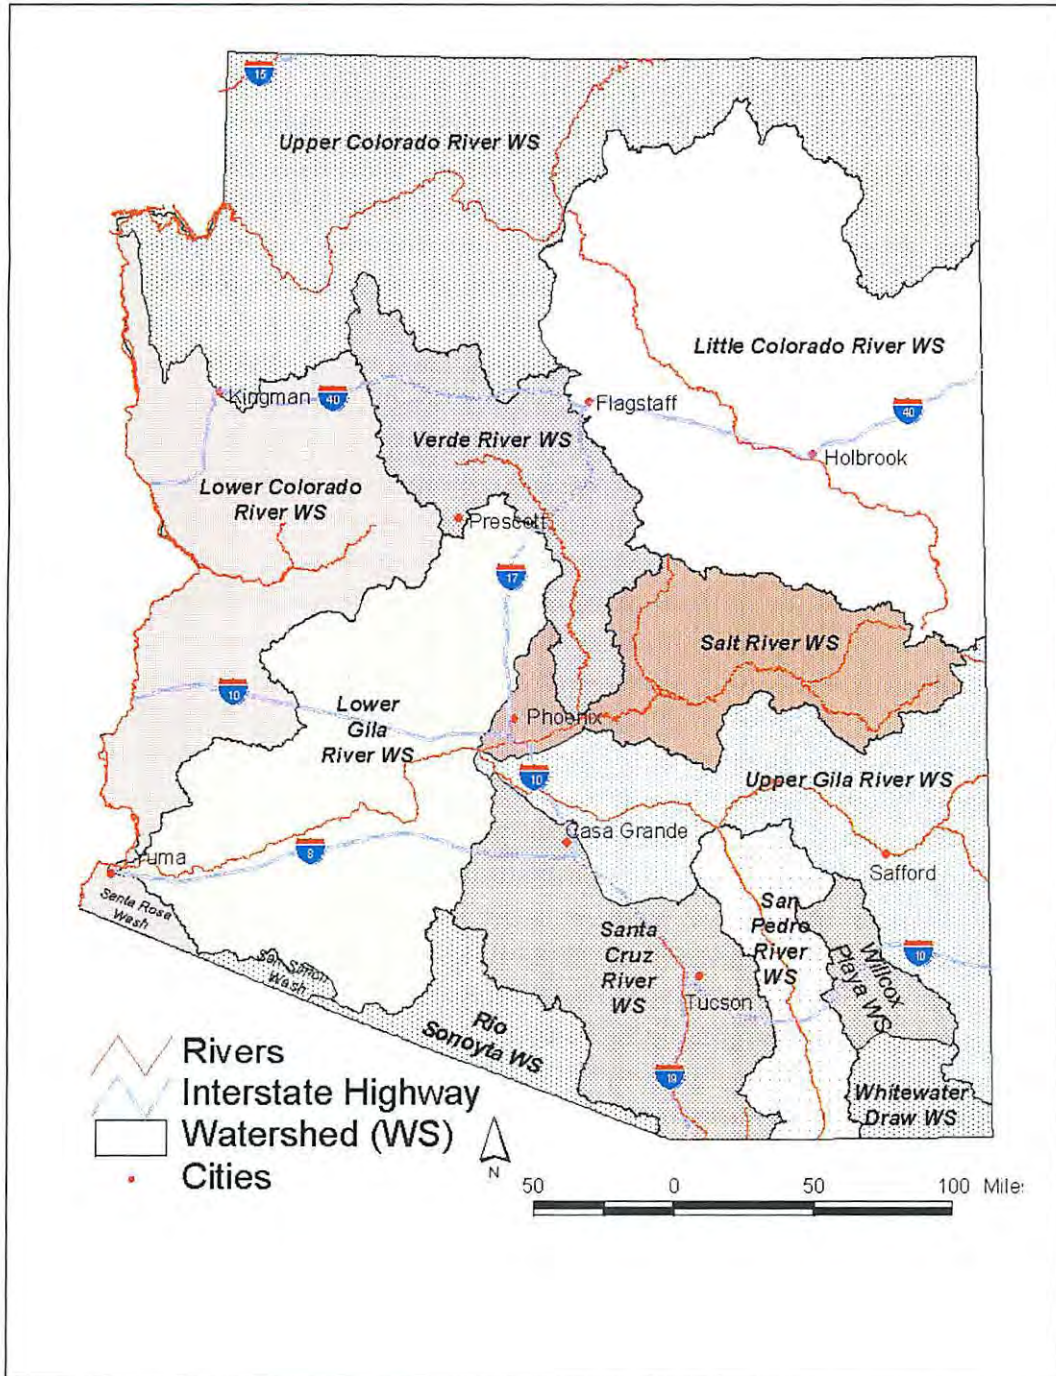 15
Upper Colorado River WS
Little Colorado River WS
Kingman
40
Flagstaff
40
Verde River WS
Holbrook
Lower Colorado
River WS
Prescott
17
Salt River WS
10
Lower
Gila
River WS
Phoenix
10
Upper Gila River WS
Casa Grande
8
Yuma
Safford
Santa Rosa
Wash
San
Pedro
River
WS
Santa
Cruz
River
WS
Willcox
Playa WS
10
San Simon
Wash
Tucson
Rio
Sonoyta WS
19
Whitewater
Draw WS
Rivers
Interstate Highway
Watershed (WS)
Cities
N
50 0 50 100 Miles